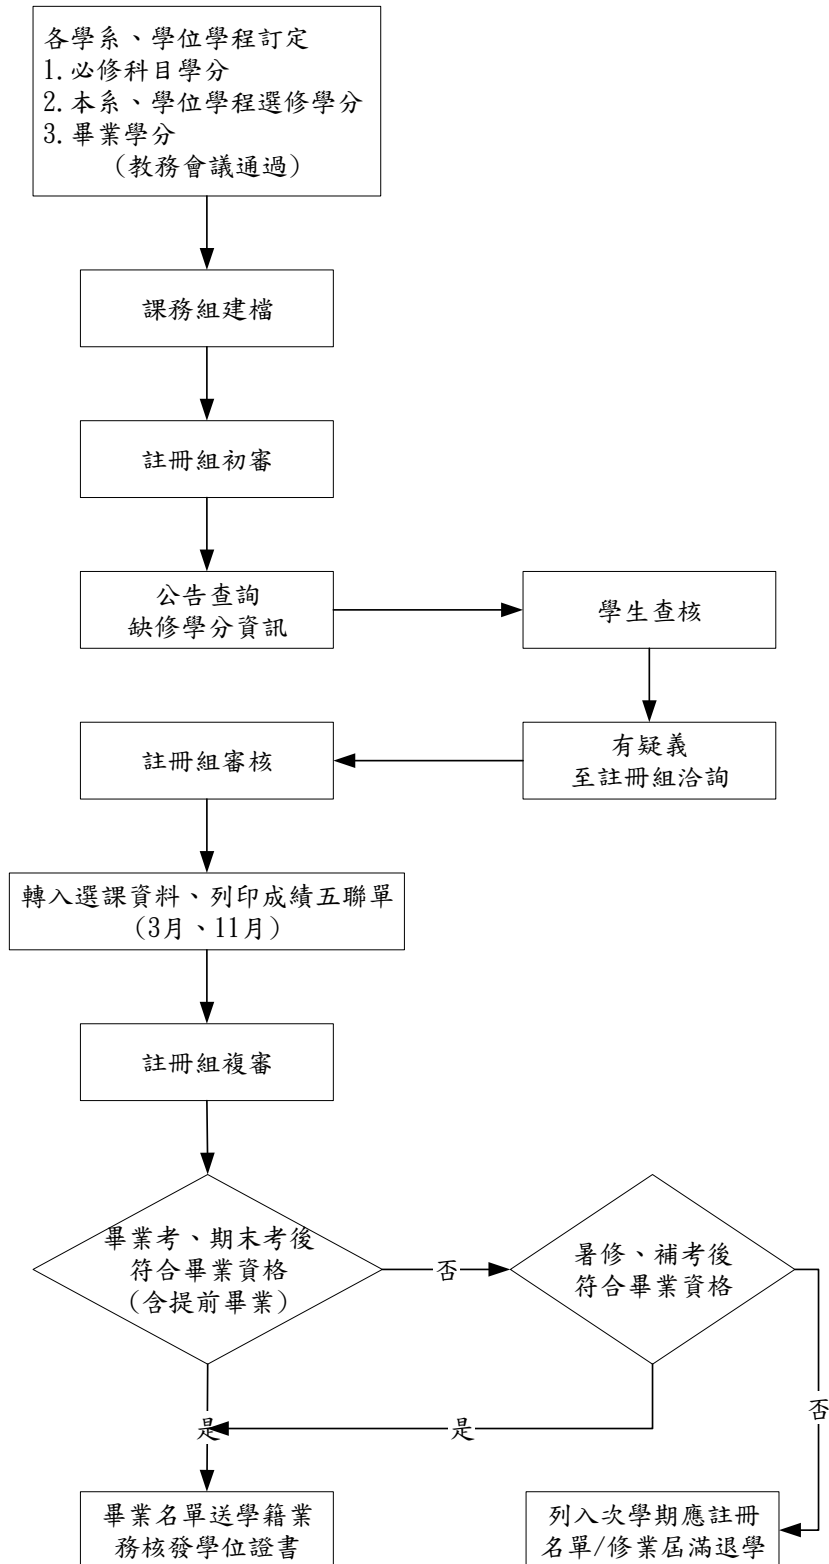 各學系、學位學程訂定
1.必修科目學分
2.本系、學位學程選修學分
3.畢業學分
（教務會議通過）
課務組建檔
註冊組初審
公告查詢
缺修學分資訊
學生查核
有疑義
至註冊組洽詢
註冊組審核
轉入選課資料、列印成績五聯單
（3月、11月）
註冊組複審
畢業考、期末考後
符合畢業資格
（含提前畢業）
否
暑修、補考後
符合畢業資格
否
是
是
畢業名單送學籍業
務核發學位證書
列入次學期應註冊
名單/修業屆滿退學